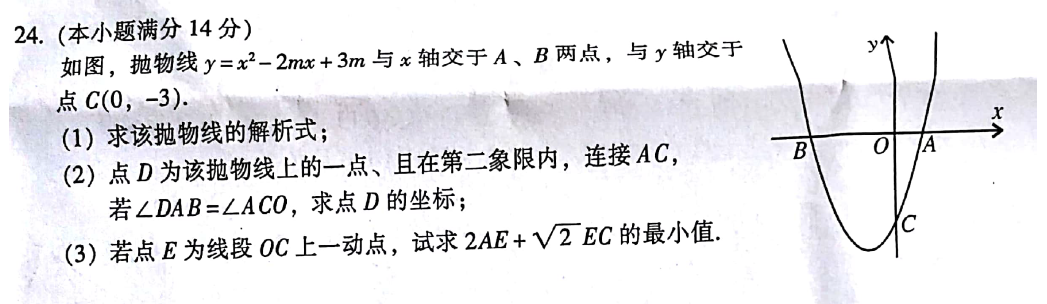 24. (本小题满分 14 分)
如图，抛物线 y=x²-2mx+3m 与 x 轴交于 A、B 两点，与 y 轴交于
点 C(0，-3).
(1) 求该抛物线的解析式；
(2) 点 D 为该抛物线上的一点、且在第二象限内，连接 AC，
若∠DAB=∠ACO，求点 D 的坐标；
(3) 若点 E 为线段 OC 上一动点，试求 2AE+√2 EC 的最小值.
y
x
B
O
A
C